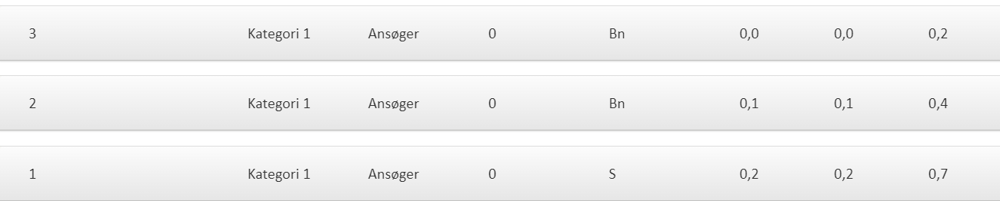 3 Kategori 1 Ansøger 0 Bn 0,0 0,0 0,2
2 Kategori 1 Ansøger 0 Bn 0,1 0,1 0,4
1 Kategori 1 Ansøger 0 S 0,2 0,2 0,7